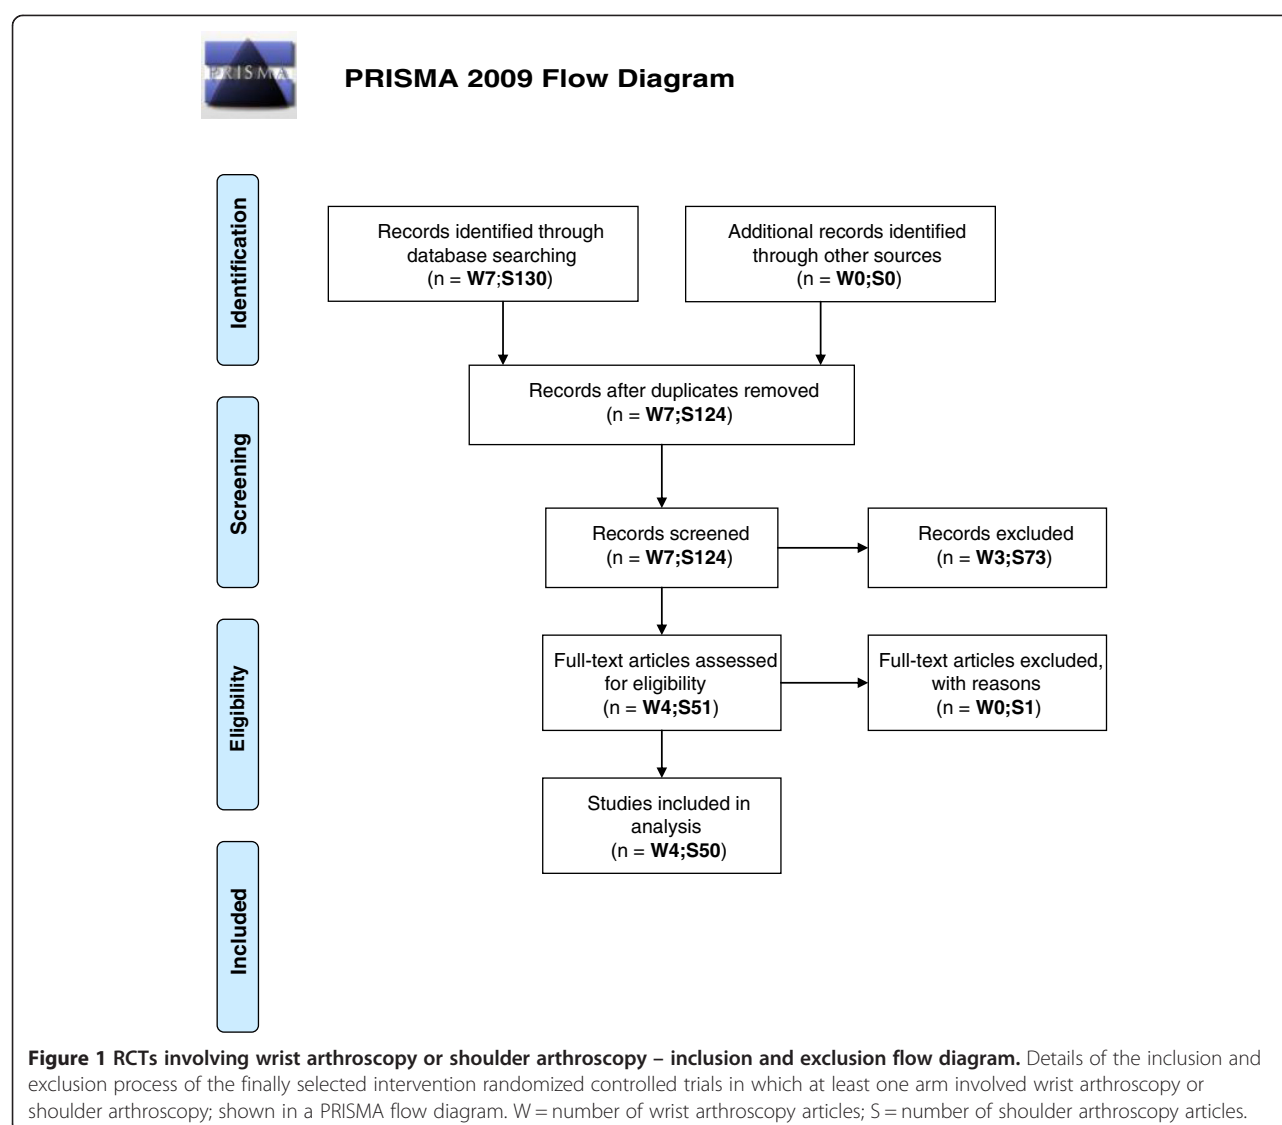 PRISMA
PRISMA 2009 Flow Diagram
Identification
Records identified through
database searching
(n = W7;S130)
Additional records identified
through other sources
(n = W0;S0)
Records after duplicates removed
(n = W7;S124)
Screening
Records screened
(n = W7;S124)
Records excluded
(n = W3;S73)
Eligibility
Full-text articles assessed
for eligibility
(n = W4;S51)
Full-text articles excluded,
with reasons
(n = W0;S1)
Studies included in
analysis
(n = W4;S50)
Included
Figure 1 RCTs involving wrist arthroscopy or shoulder arthroscopy – inclusion and exclusion flow diagram. Details of the inclusion and
exclusion process of the finally selected intervention randomized controlled trials in which at least one arm involved wrist arthroscopy or
shoulder arthroscopy; shown in a PRISMA flow diagram. W = number of wrist arthroscopy articles; S = number of shoulder arthroscopy articles.